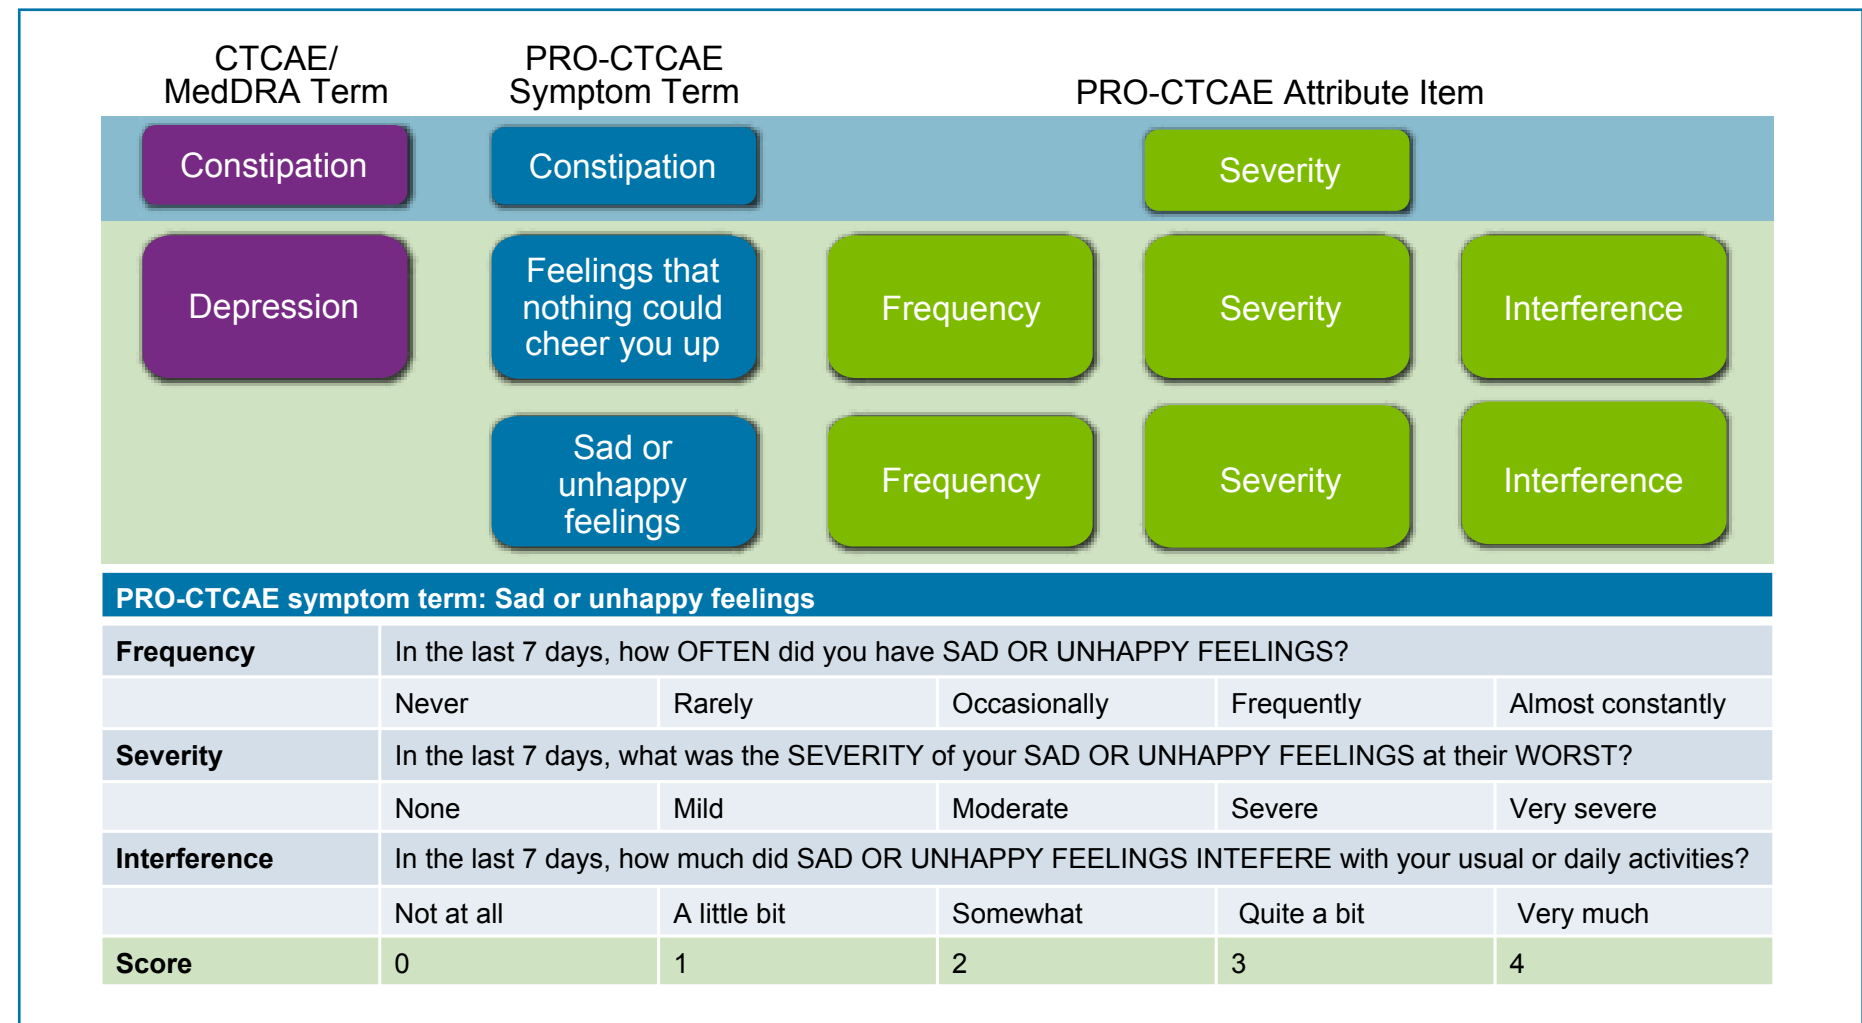 CTCAE/
MedDRA Term
PRO-CTCAE
Symptom Term
PRO-CTCAE Attribute Item
Constipation
Constipation
Severity
Depression
Feelings that
nothing could
cheer you up
Frequency
Severity
Interference
Sad or
unhappy
feelings
Frequency
Severity
Interference
PRO-CTCAE symptom term: Sad or unhappy feelings
Frequency In the last 7 days, how OFTEN did you have SAD OR UNHAPPY FEELINGS?
Never Rarely Occasionally Frequently Almost constantly
Severity In the last 7 days, what was the SEVERITY of your SAD OR UNHAPPY FEELINGS at their WORST?
None Mild Moderate Severe Very severe
Interference In the last 7 days, how much did SAD OR UNHAPPY FEELINGS INTEFERE with your usual or daily activities?
Not at all A little bit Somewhat Quite a bit Very much
Score 0 1 2 3 4